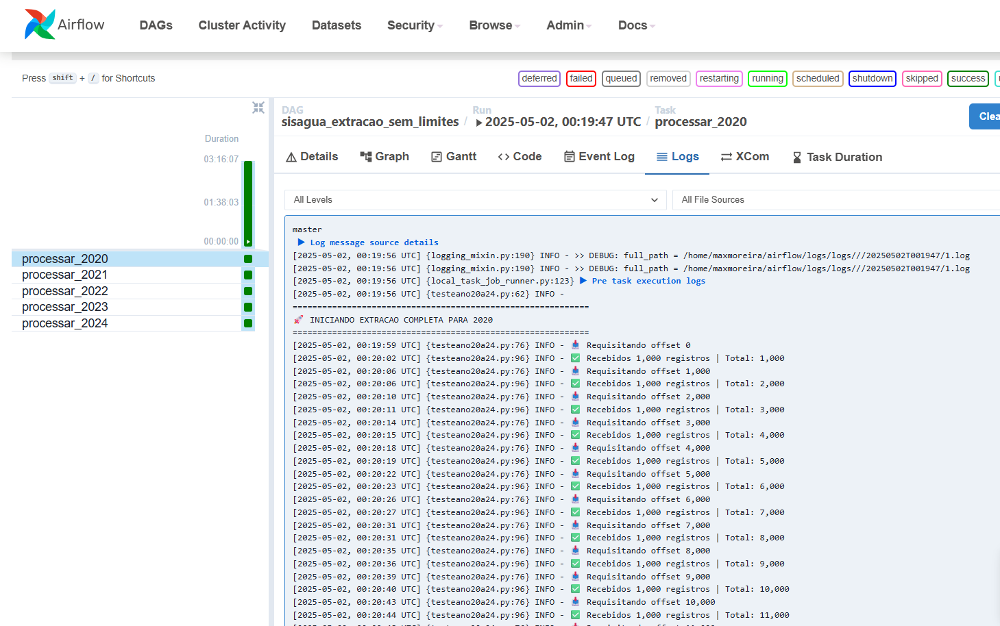 Airflow DAGs Cluster Activity Datasets Security Browse Admin Docs
Press shift + / for Shortcuts
deferred failed queued removed restarting running scheduled shutdown skipped success
DAG Run Task
sisagua_extracao_sem_limites / 2025-05-02, 00:19:47 UTC / processar_2020
Clea
Duration
03:16:07
01:38:03
00:00:00
processar_2020
processar_2021
processar_2022
processar_2023
processar_2024
Details Graph Gantt Code Event Log Logs XCom Task Duration
All Levels All File Sources
master
Log message source details
[2025-05-02, 00:19:56 UTC] {logging_mixin.py:190} INFO - >> DEBUG: full_path = /home/maxmoreira/airflow/logs/logs///20250502T001947/1.log
[2025-05-02, 00:19:56 UTC] {logging_mixin.py:190} INFO - >> DEBUG: full_path = /home/maxmoreira/airflow/logs/logs///20250502T001947/1.log
[2025-05-02, 00:19:56 UTC] {local_task_job_runner.py:123} ▶ Pre task execution logs
[2025-05-02, 00:19:56 UTC] {testeano20a24.py:62} INFO -
============================================================
🚀 INICIANDO EXTRACAO COMPLETA PARA 2020
============================================================
[2025-05-02, 00:19:59 UTC] {testeano20a24.py:76} INFO - 📥 Requisitando offset 0
[2025-05-02, 00:20:02 UTC] {testeano20a24.py:96} INFO - ✅ Recebidos 1,000 registros | Total: 1,000
[2025-05-02, 00:20:06 UTC] {testeano20a24.py:76} INFO - 📥 Requisitando offset 1,000
[2025-05-02, 00:20:06 UTC] {testeano20a24.py:96} INFO - ✅ Recebidos 1,000 registros | Total: 2,000
[2025-05-02, 00:20:10 UTC] {testeano20a24.py:76} INFO - 📥 Requisitando offset 2,000
[2025-05-02, 00:20:11 UTC] {testeano20a24.py:96} INFO - ✅ Recebidos 1,000 registros | Total: 3,000
[2025-05-02, 00:20:14 UTC] {testeano20a24.py:76} INFO - 📥 Requisitando offset 3,000
[2025-05-02, 00:20:15 UTC] {testeano20a24.py:96} INFO - ✅ Recebidos 1,000 registros | Total: 4,000
[2025-05-02, 00:20:18 UTC] {testeano20a24.py:76} INFO - 📥 Requisitando offset 4,000
[2025-05-02, 00:20:19 UTC] {testeano20a24.py:96} INFO - ✅ Recebidos 1,000 registros | Total: 5,000
[2025-05-02, 00:20:22 UTC] {testeano20a24.py:76} INFO - 📥 Requisitando offset 5,000
[2025-05-02, 00:20:23 UTC] {testeano20a24.py:96} INFO - ✅ Recebidos 1,000 registros | Total: 6,000
[2025-05-02, 00:20:26 UTC] {testeano20a24.py:76} INFO - 📥 Requisitando offset 6,000
[2025-05-02, 00:20:27 UTC] {testeano20a24.py:96} INFO - ✅ Recebidos 1,000 registros | Total: 7,000
[2025-05-02, 00:20:31 UTC] {testeano20a24.py:76} INFO - 📥 Requisitando offset 7,000
[2025-05-02, 00:20:31 UTC] {testeano20a24.py:96} INFO - ✅ Recebidos 1,000 registros | Total: 8,000
[2025-05-02, 00:20:35 UTC] {testeano20a24.py:76} INFO - 📥 Requisitando offset 8,000
[2025-05-02, 00:20:36 UTC] {testeano20a24.py:96} INFO - ✅ Recebidos 1,000 registros | Total: 9,000
[2025-05-02, 00:20:39 UTC] {testeano20a24.py:76} INFO - 📥 Requisitando offset 9,000
[2025-05-02, 00:20:40 UTC] {testeano20a24.py:96} INFO - ✅ Recebidos 1,000 registros | Total: 10,000
[2025-05-02, 00:20:43 UTC] {testeano20a24.py:76} INFO - 📥 Requisitando offset 10,000
[2025-05-02, 00:20:44 UTC] {testeano20a24.py:96} INFO - ✅ Recebidos 1,000 registros | Total: 11,000